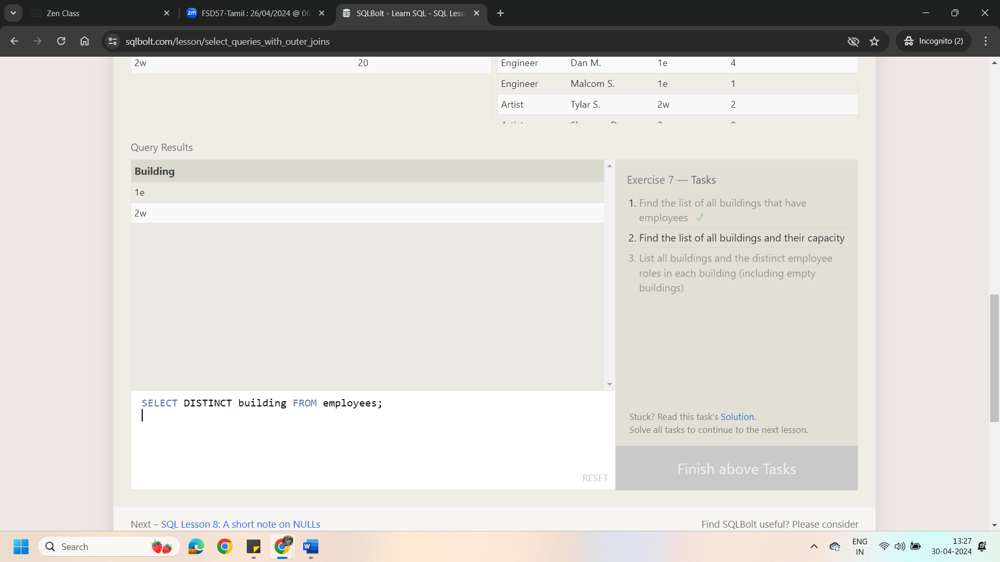 Zen Class
zm FSD57-Tamil : 26/04/2024 @ 06
SQLBolt - Learn SQL - SQL Less
sqlbolt.com/lesson/select_queries_with_outer_joins
Incognito (2)
2w 20
Engineer Dan M. 1e 4
Engineer Malcom S. 1e 1
Artist Tylar S. 2w 2
Query Results
Building
1e
2w
Exercise 7 — Tasks
1. Find the list of all buildings that have
employees ✓
2. Find the list of all buildings and their capacity
3. List all buildings and the distinct employee
roles in each building (including empty
buildings)
SELECT DISTINCT building FROM employees;
Stuck? Read this task's Solution.
Solve all tasks to continue to the next lesson.
RESET
Finish above Tasks
Next – SQL Lesson 8: A short note on NULLs
Find SQLBolt useful? Please consider
Search
W
ENG
IN
13:27
30-04-2024